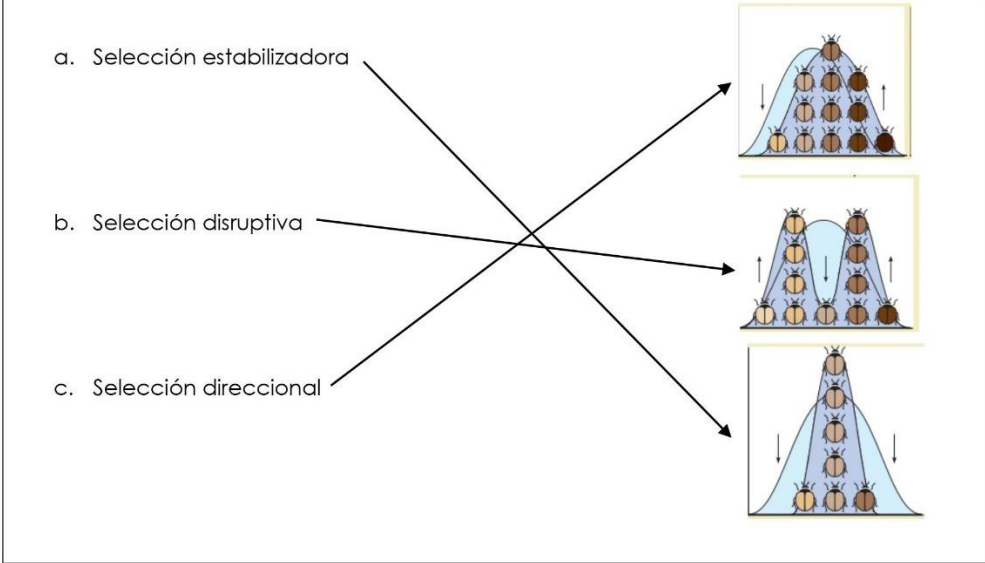 a. Selección estabilizadora
b. Selección disruptiva
c. Selección direccional